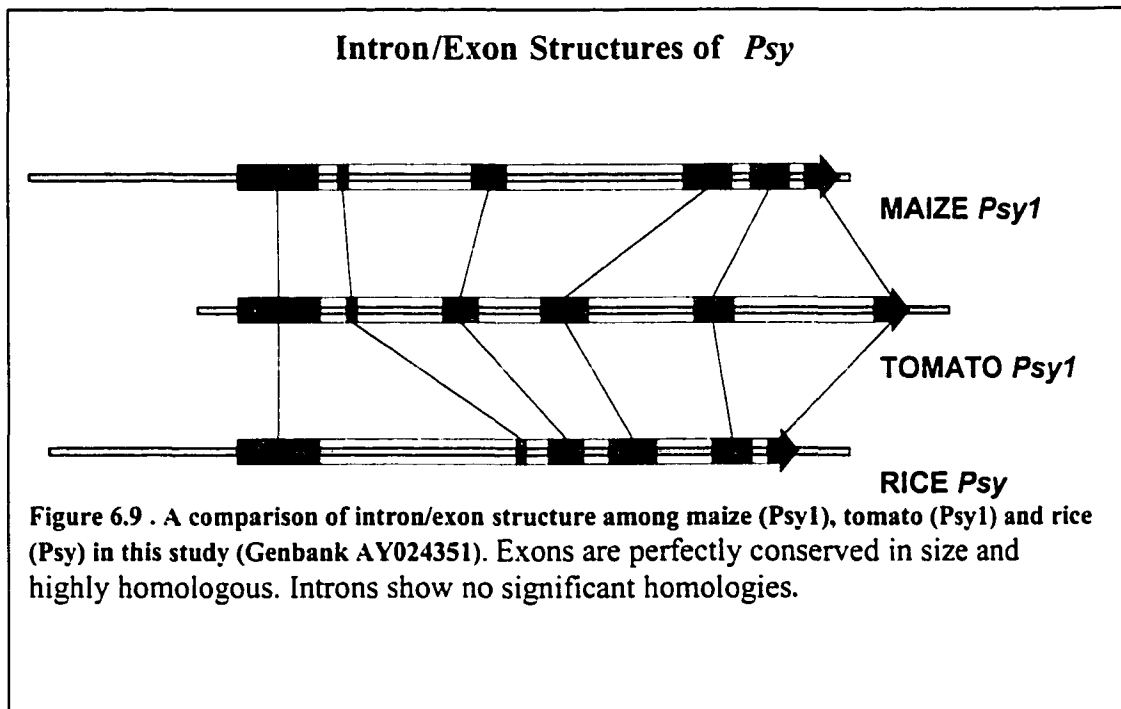 Intron/Exon Structures of Psy
MAIZE Psy1
TOMATO Psy1
RICE Psy
Figure 6.9 . A comparison of intron/exon structure among maize (Psy1), tomato (Psy1) and rice
(Psy) in this study (Genbank AY024351). Exons are perfectly conserved in size and
highly homologous. Introns show no significant homologies.